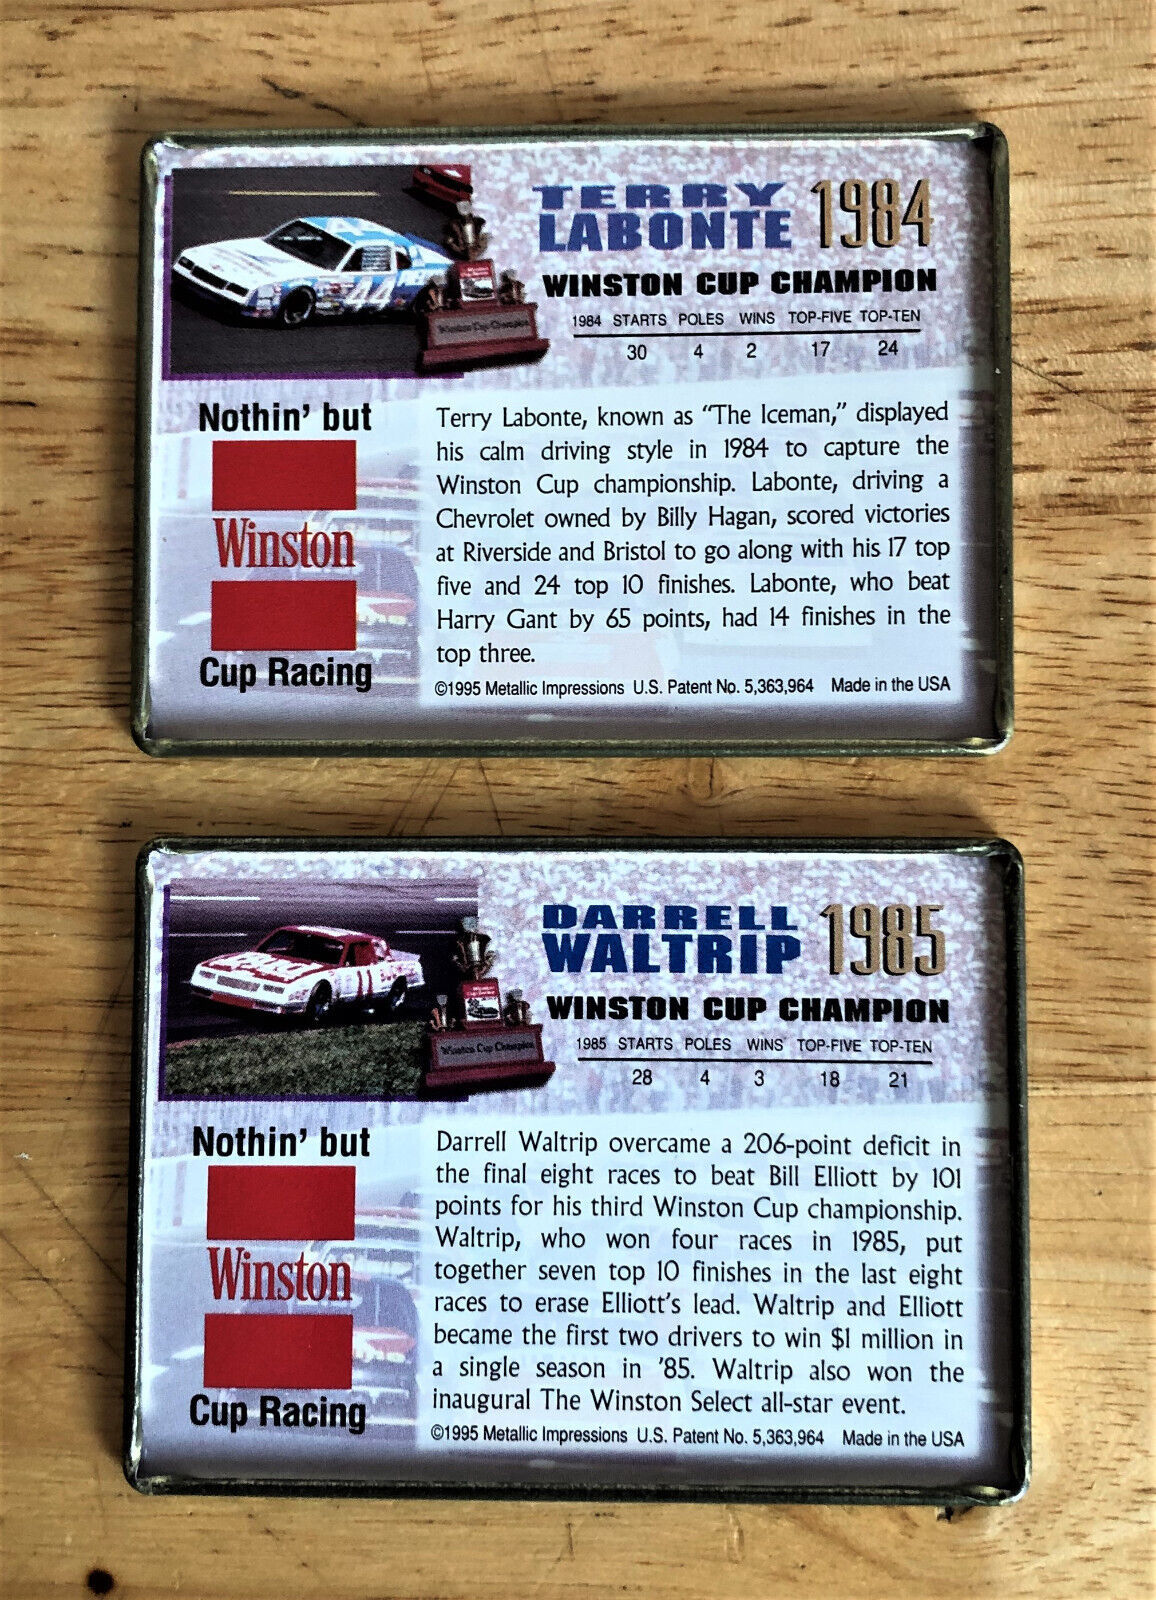 TERRY
LABONTE 1984
WINSTON CUP CHAMPION
1984 STARTS POLES WINS TOP-FIVE TOP-TEN
30 4 2 17 24
44
Winston Cup Champion
Nothin' but
Winston
Cup Racing
Terry Labonte, known as "The Iceman," displayed
his calm driving style in 1984 to capture the
Winston Cup championship. Labonte, driving a
Chevrolet owned by Billy Hagan, scored victories
at Riverside and Bristol to go along with his 17 top
five and 24 top 10 finishes. Labonte, who beat
Harry Gant by 65 points, had 14 finishes in the
top three.
©1995 Metallic Impressions U.S. Patent No. 5,363,964 Made in the USA
DARRELL
WALTRIP 1985
WINSTON CUP CHAMPION
1985 STARTS POLES WINS TOP-FIVE TOP-TEN
28 4 3 18 21
11
Winston Cup Champion
Nothin' but
Winston
Cup Racing
Darrell Waltrip overcame a 206-point deficit in
the final eight races to beat Bill Elliott by 101
points for his third Winston Cup championship.
Waltrip, who won four races in 1985, put
together seven top 10 finishes in the last eight
races to erase Elliott's lead. Waltrip and Elliott
became the first two drivers to win $1 million in
a single season in '85. Waltrip also won the
inaugural The Winston Select all-star event.
©1995 Metallic Impressions U.S. Patent No. 5,363,964 Made in the USA